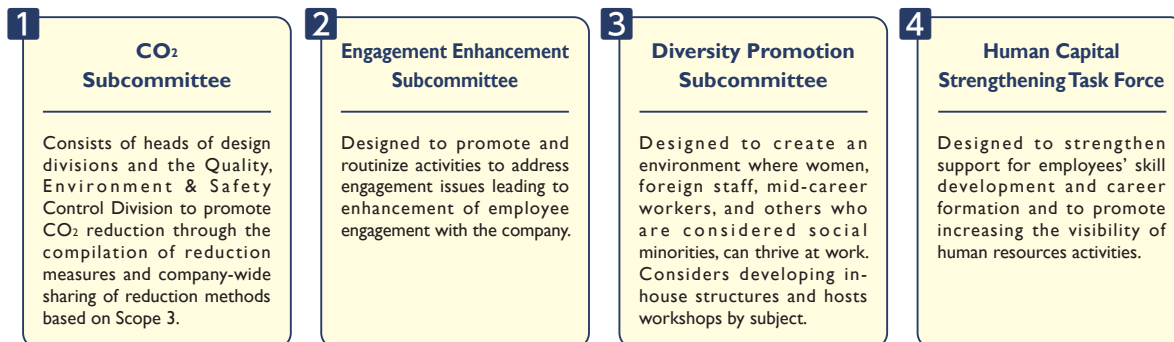 1
CO2
Subcommittee
Consists of heads of design
divisions and the Quality,
Environment & Safety
Control Division to promote
CO2 reduction through the
compilation of reduction
measures and company-wide
sharing of reduction methods
based on Scope 3.
2
Engagement Enhancement
Subcommittee
Designed to promote and
routinize activities to address
engagement issues leading to
enhancement of employee
engagement with the company.
3
Diversity Promotion
Subcommittee
Designed to create an
environment where women,
foreign staff, mid-career
workers, and others who
are considered social
minorities, can thrive at work.
Considers developing in-
house structures and hosts
workshops by subject.
4
Human Capital
Strengthening Task Force
Designed to strengthen
support for employees’ skill
development and career
formation and to promote
increasing the visibility of
human resources activities.